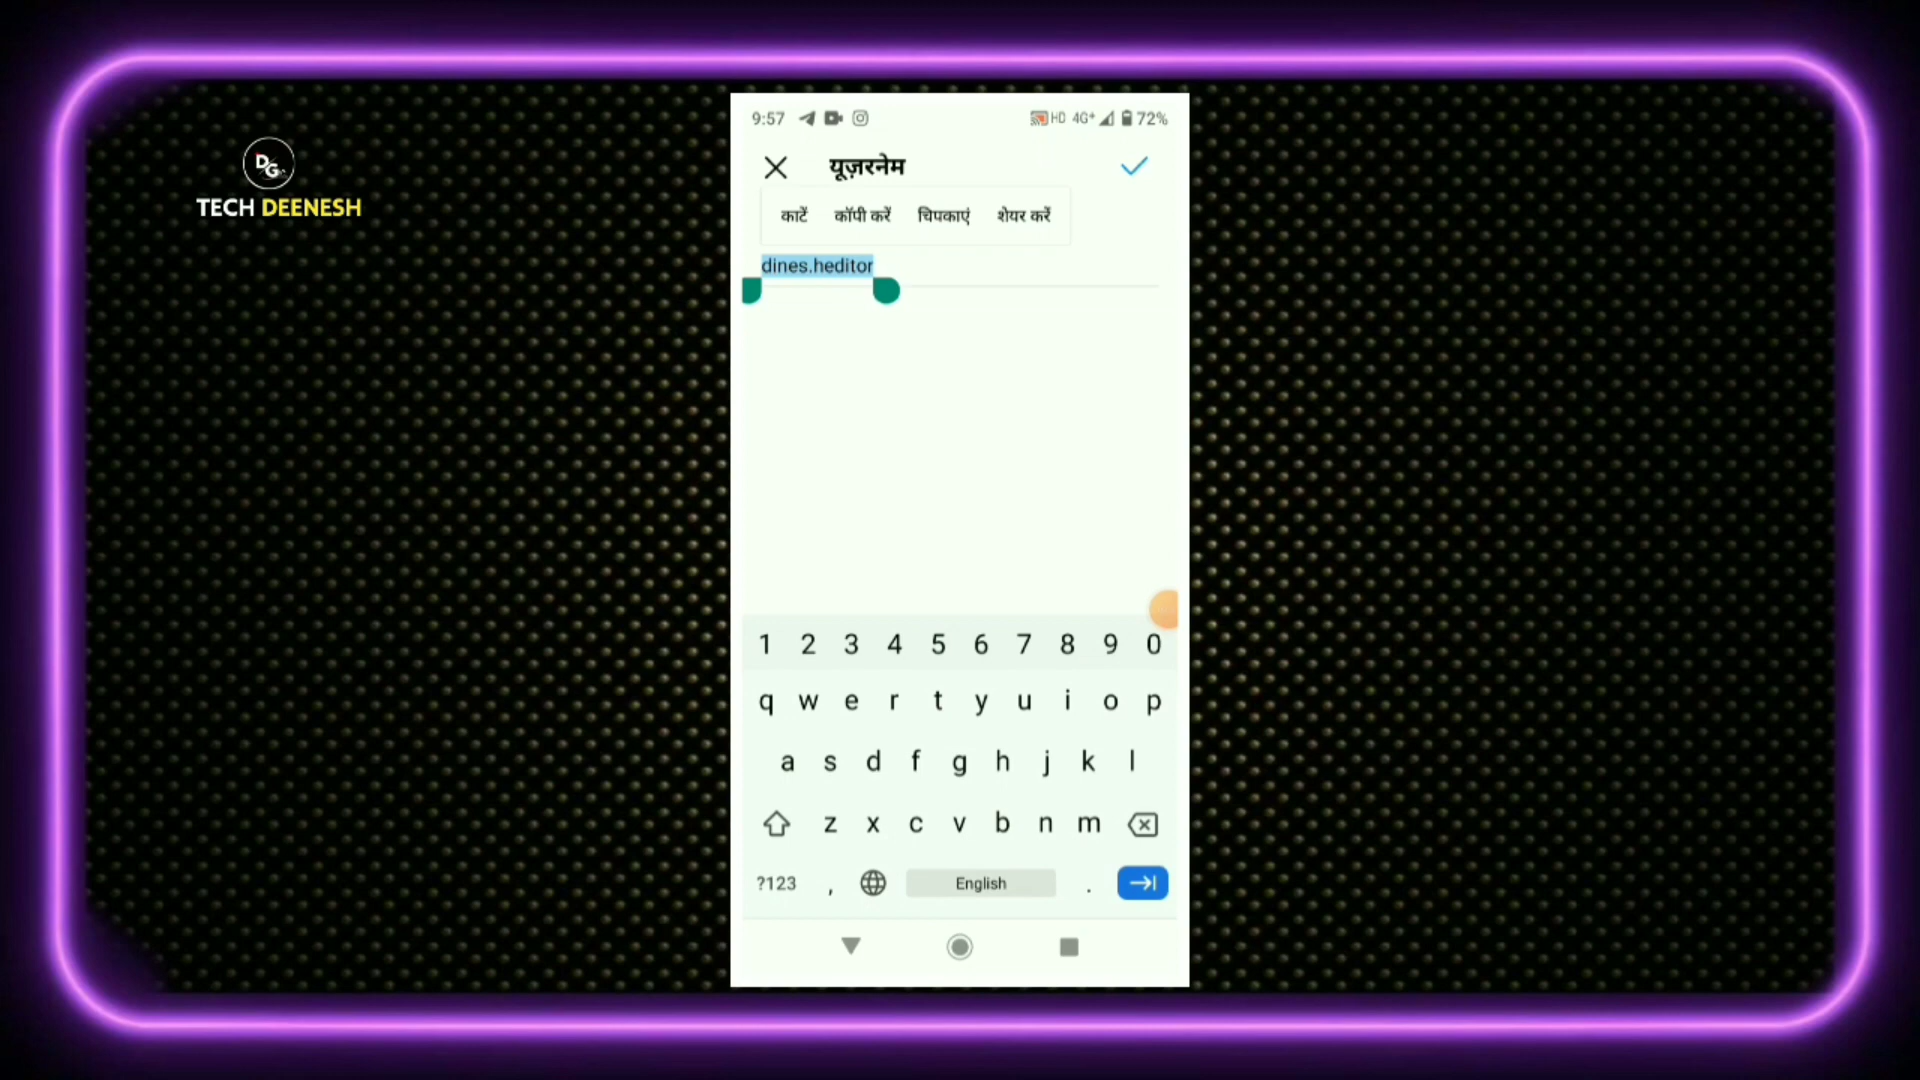 DG
TECH DEENESH
9:57 HD 4G+ 72%
यूज़रनेम
काटें कॉपी करें चिपकाएं शेयर करें
dines.heditor
1 2 3 4 5 6 7 8 9 0
q w e r t y u i o p
a s d f g h j k l
z x c v b n m
?123 , English .